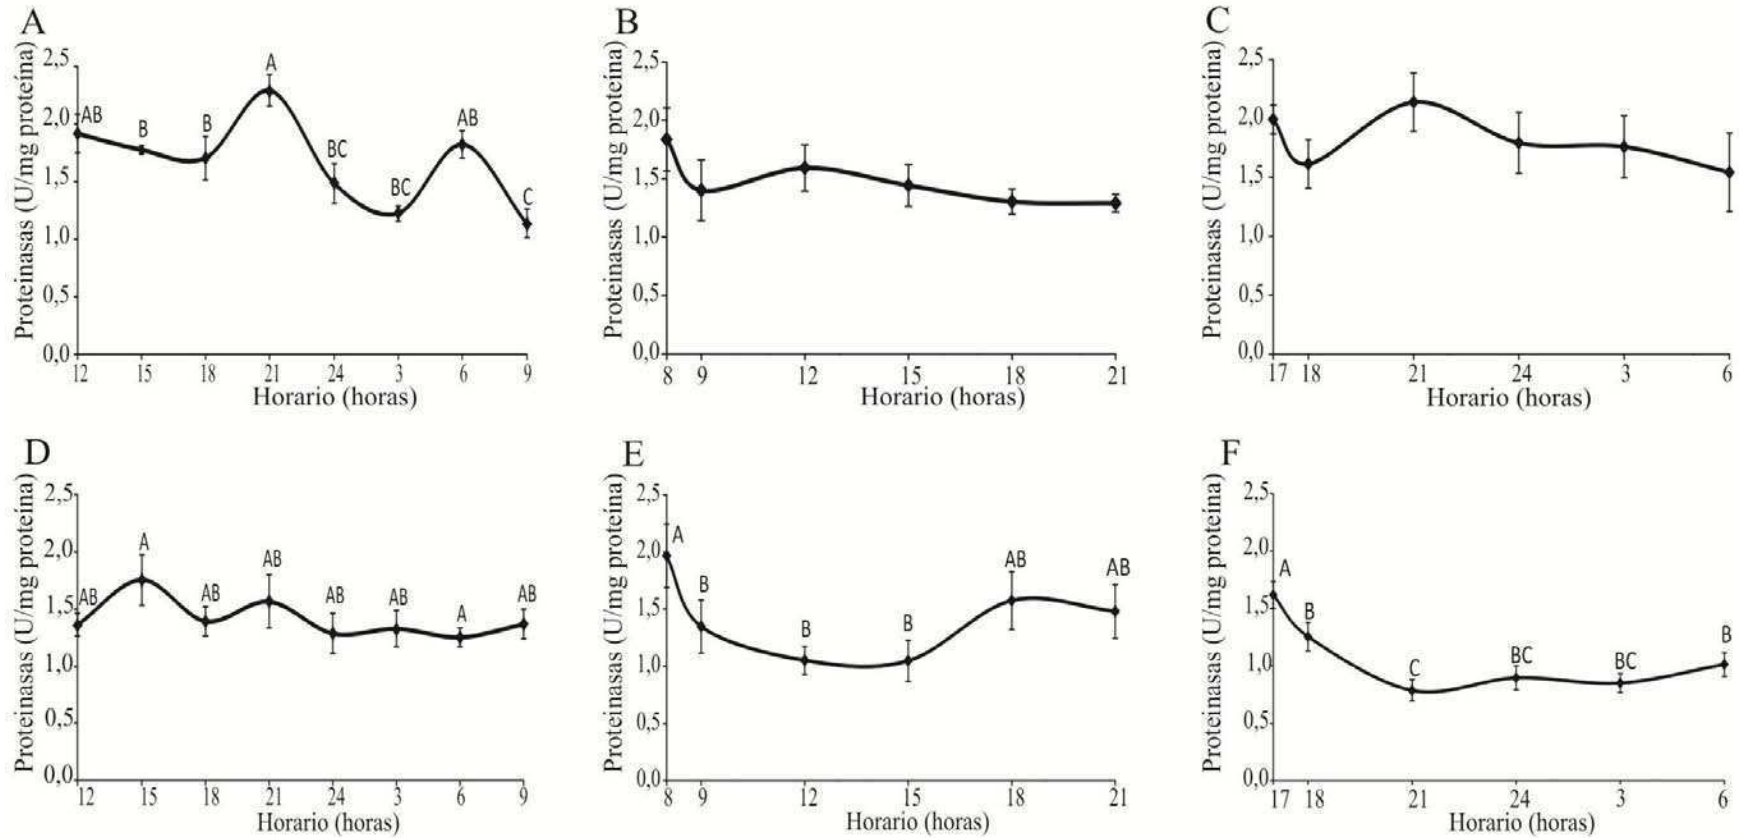 A
Proteinasas (U/mg proteína)
2,5
2,0
1,5
1,0
0,5
0,0
AB
B
B
A
BC
BC
AB
C
12 15 18 21 24 3 6 9
Horario (horas)
B
Proteinasas (U/mg proteína)
2,5
2,0
1,5
1,0
0,5
0,0
8 9 12 15 18 21
Horario (horas)
C
Proteinasas (U/mg proteína)
2,5
2,0
1,5
1,0
0,5
0,0
17 18 21 24 3 6
Horario (horas)
D
Proteinasas (U/mg proteína)
2,5
2,0
1,5
1,0
0,5
0,0
AB
A
AB
AB
AB
AB
A
AB
12 15 18 21 24 3 6 9
Horario (horas)
E
Proteinasas (U/mg proteína)
2,5
2,0
1,5
1,0
0,5
0,0
A
B
B
B
AB
AB
8 9 12 15 18 21
Horario (horas)
F
Proteinasas (U/mg proteína)
2,5
2,0
1,5
1,0
0,5
0,0
A
B
C
BC
BC
B
17 18 21 24 3 6
Horario (horas)